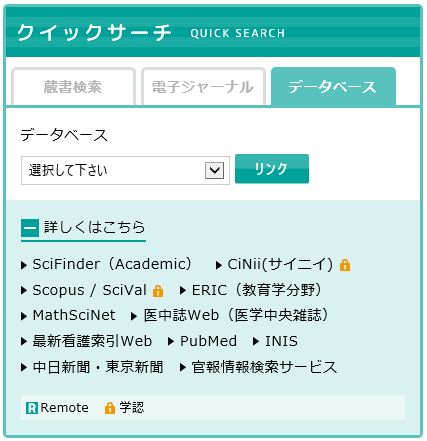 クイックサーチ QUICK SEARCH
蔵書検索 電子ジャーナル データベース
データベース
選択して下さい リンク
詳しくはこちら
SciFinder（Academic） CiNii(サイニイ)
Scopus / SciVal ERIC（教育学分野）
MathSciNet 医中誌Web（医学中央雑誌）
最新看護索引Web PubMed INIS
中日新聞・東京新聞 官報情報検索サービス
R Remote 学認